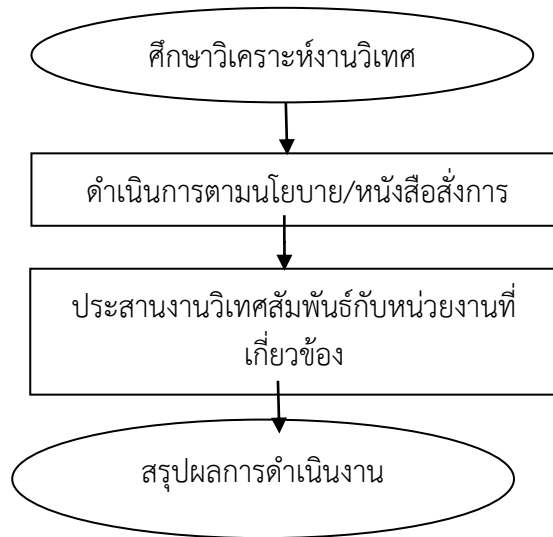 ศึกษาวิเคราะห์งานวิเทศ
ดำเนินการตามนโยบาย/หนังสือสั่งการ
ประสานงานวิเทศสัมพันธ์กับหน่วยงานที่
เกี่ยวข้อง
สรุปผลการดำเนินงาน